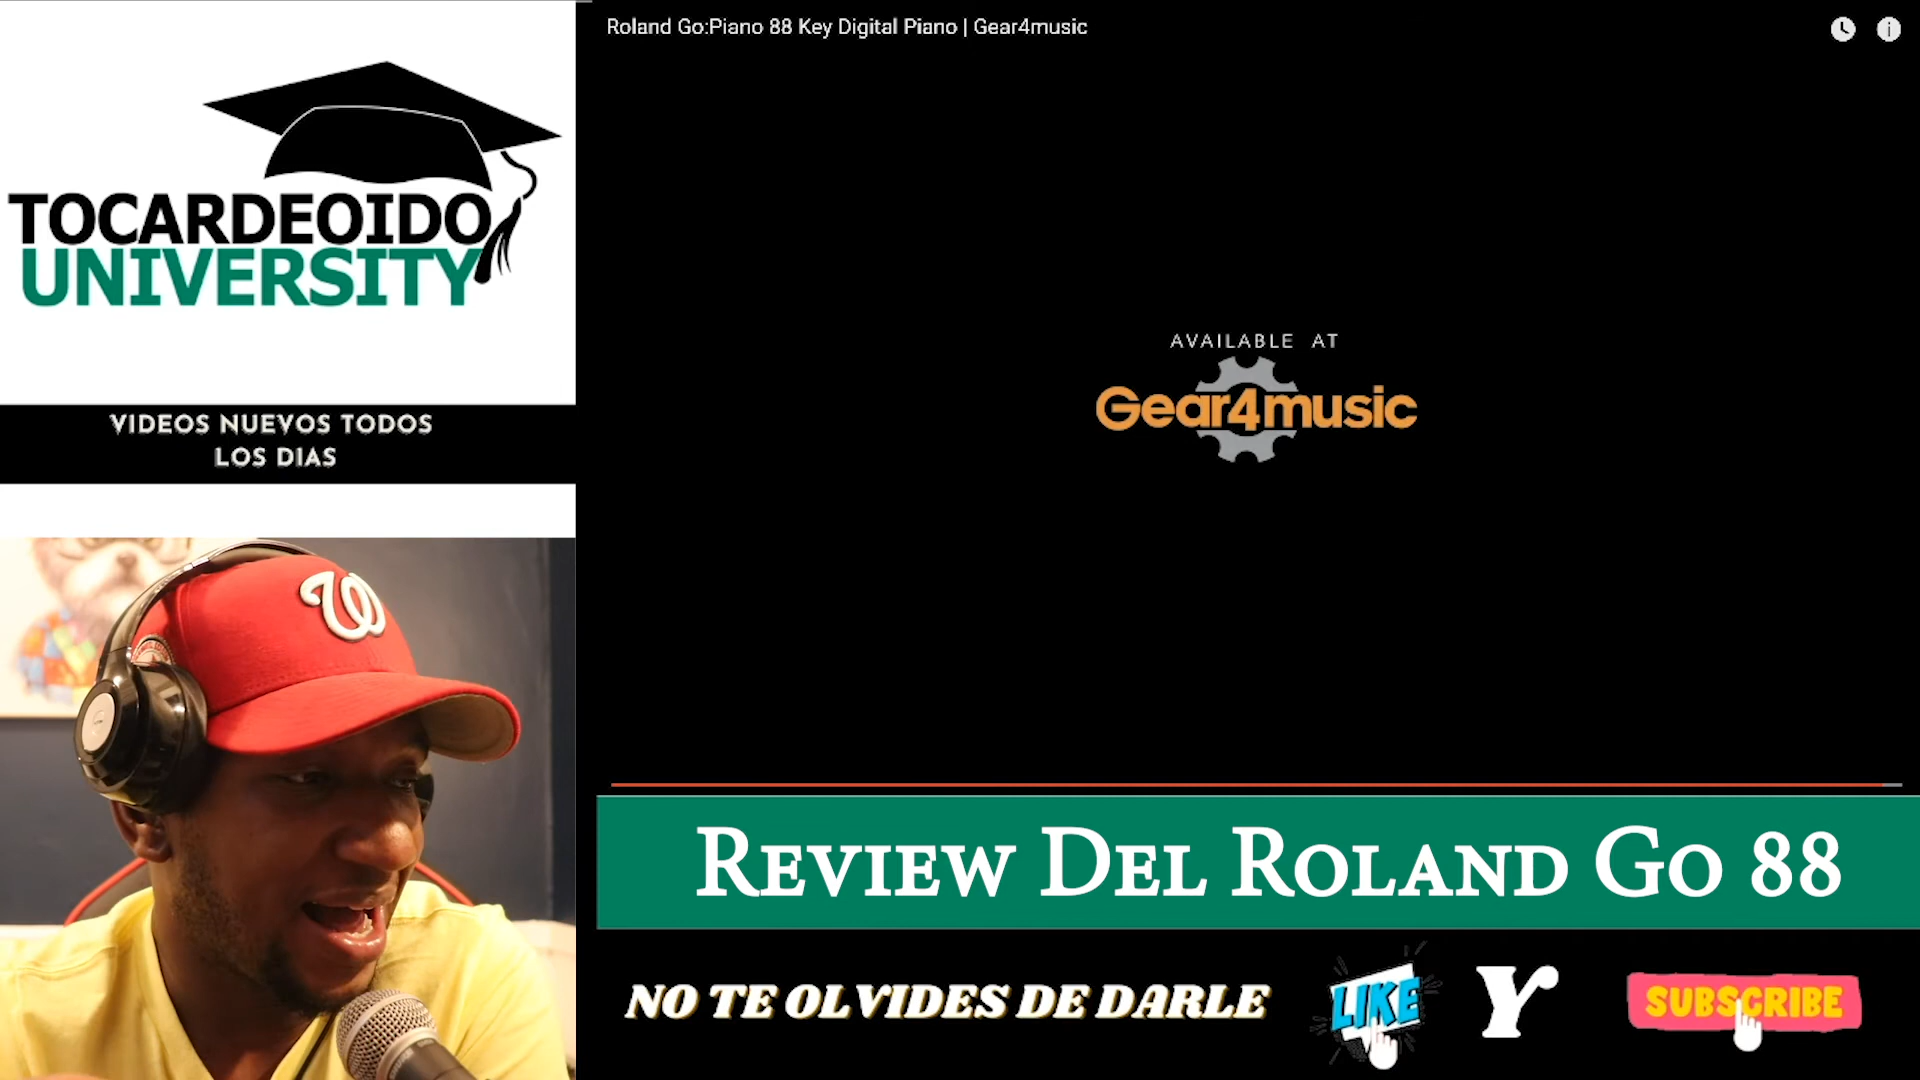 TOCARDEOIDO
UNIVERSITY
VIDEOS NUEVOS TODOS
LOS DIAS
W
Roland Go:Piano 88 Key Digital Piano | Gear4music
AVAILABLE AT
Gear4music
REVIEW DEL ROLAND GO 88
NO TE OLVIDES DE DARLE
LIKE
Y
SUBSCRIBE